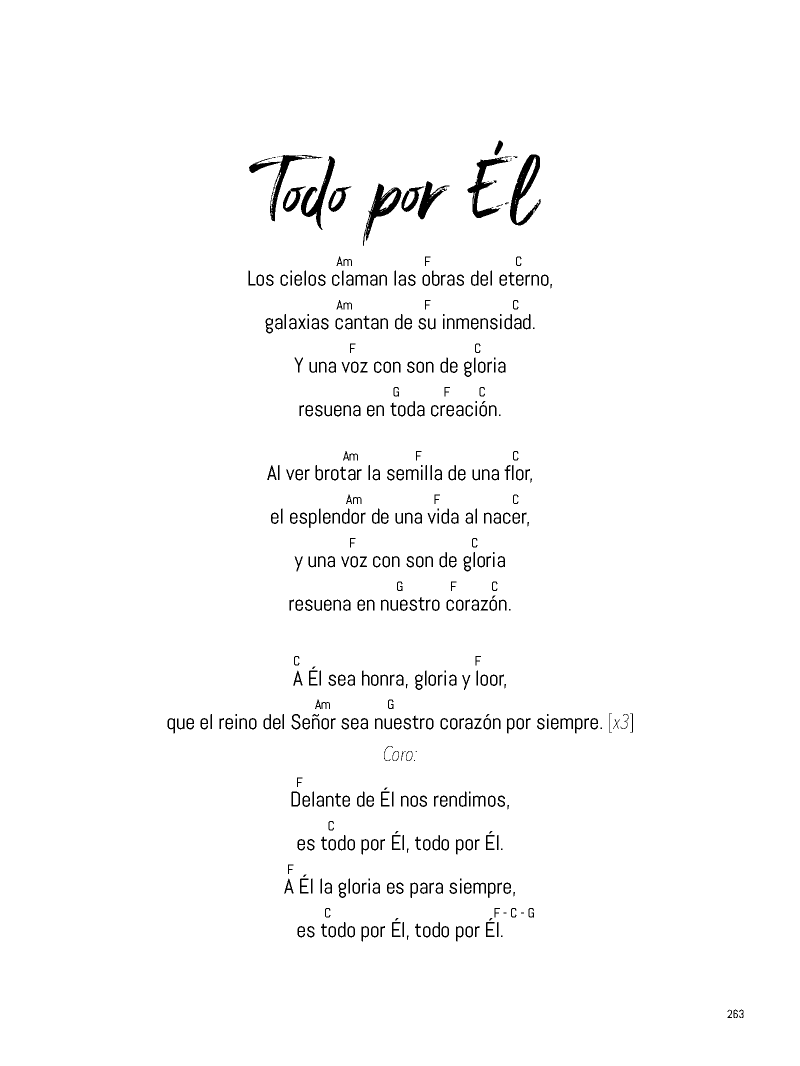 Todo por Él
Am F C
Los cielos claman las obras del eterno,
Am F C
galaxias cantan de su inmensidad.
F C
Y una voz con son de gloria
G F C
resuena en toda creación.
Am F C
Al ver brotar la semilla de una flor,
Am F C
el esplendor de una vida al nacer,
F C
y una voz con son de gloria
G F C
resuena en nuestro corazón.
C F
A Él sea honra, gloria y loor,
Am G
que el reino del Señor sea nuestro corazón por siempre. [x3]
Coro:
F
Delante de Él nos rendimos,
C
es todo por Él, todo por Él.
F
A Él la gloria es para siempre,
C F - C - G
es todo por Él, todo por Él.
263